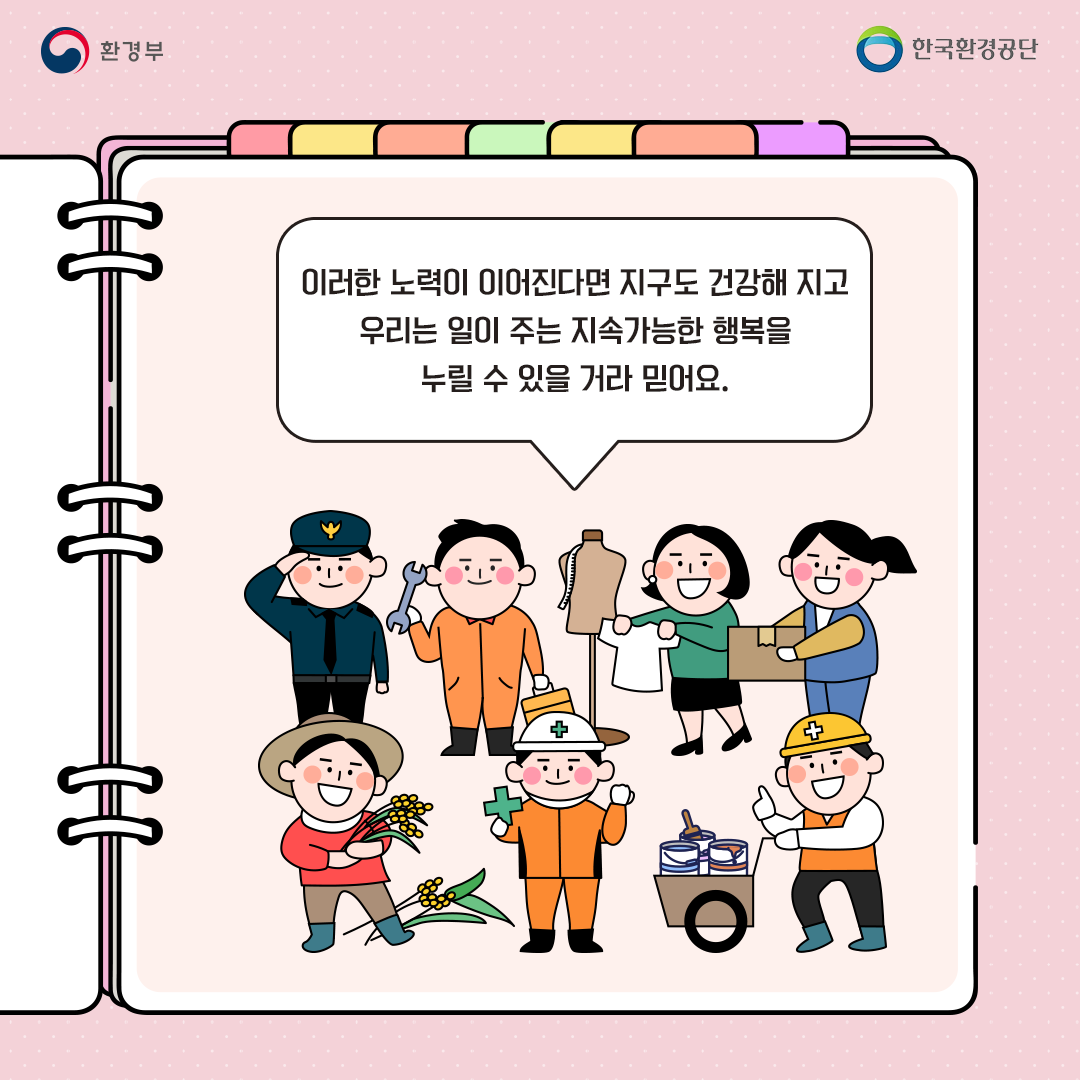 환경부
한국환경공단
이러한 노력이 이어진다면 지구도 건강해 지고
우리는 일이 주는 지속가능한 행복을
누릴 수 있을 거라 믿어요.